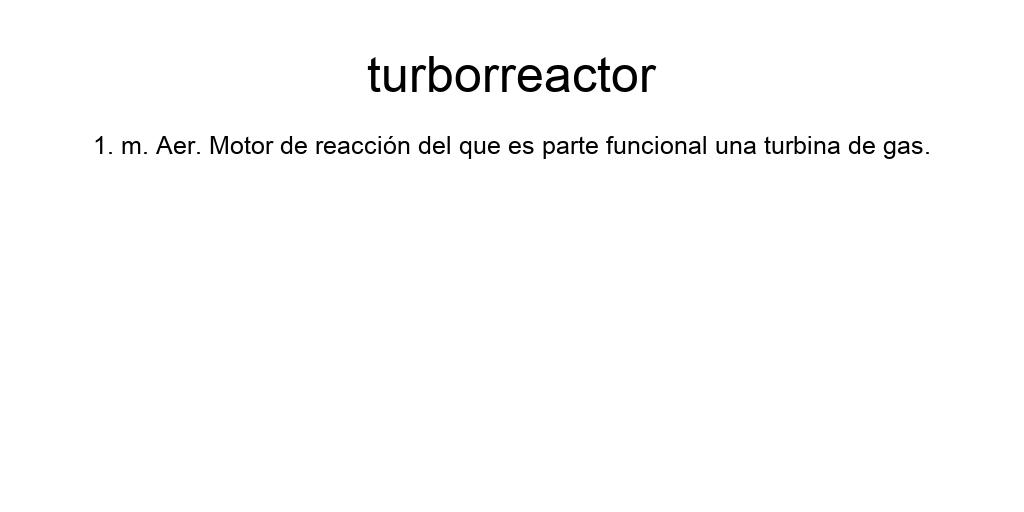 turborreactor
1. m. Aer. Motor de reacción del que es parte funcional una turbina de gas.